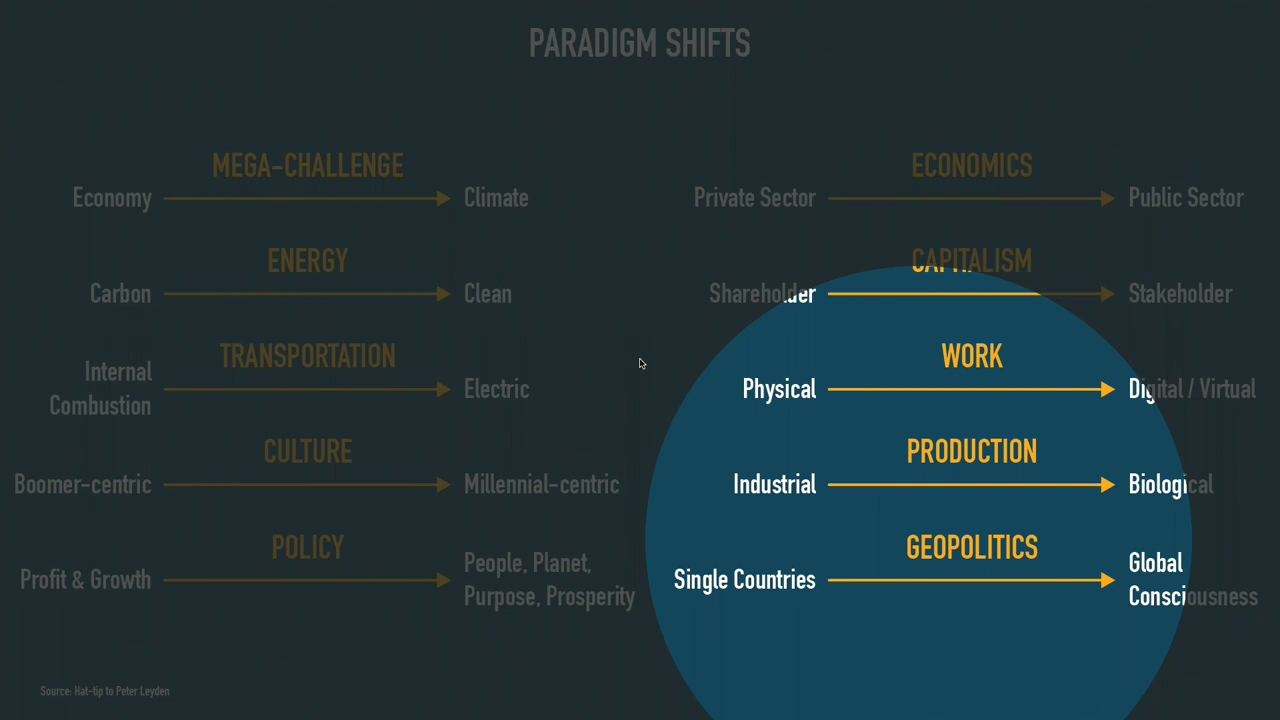 PARADIGM SHIFTS
MEGA-CHALLENGE
Economy Climate
ENERGY
Carbon Clean
TRANSPORTATION
Internal
Combustion
Electric
CULTURE
Boomer-centric Millennial-centric
POLICY
Profit & Growth
People, Planet,
Purpose, Prosperity
ECONOMICS
Private Sector Public Sector
CAPITALISM
Shareholder Stakeholder
WORK
Physical Digital / Virtual
PRODUCTION
Industrial Biological
GEOPOLITICS
Single Countries
Global
Consciousness
Source: Hat-tip to Peter Leyden